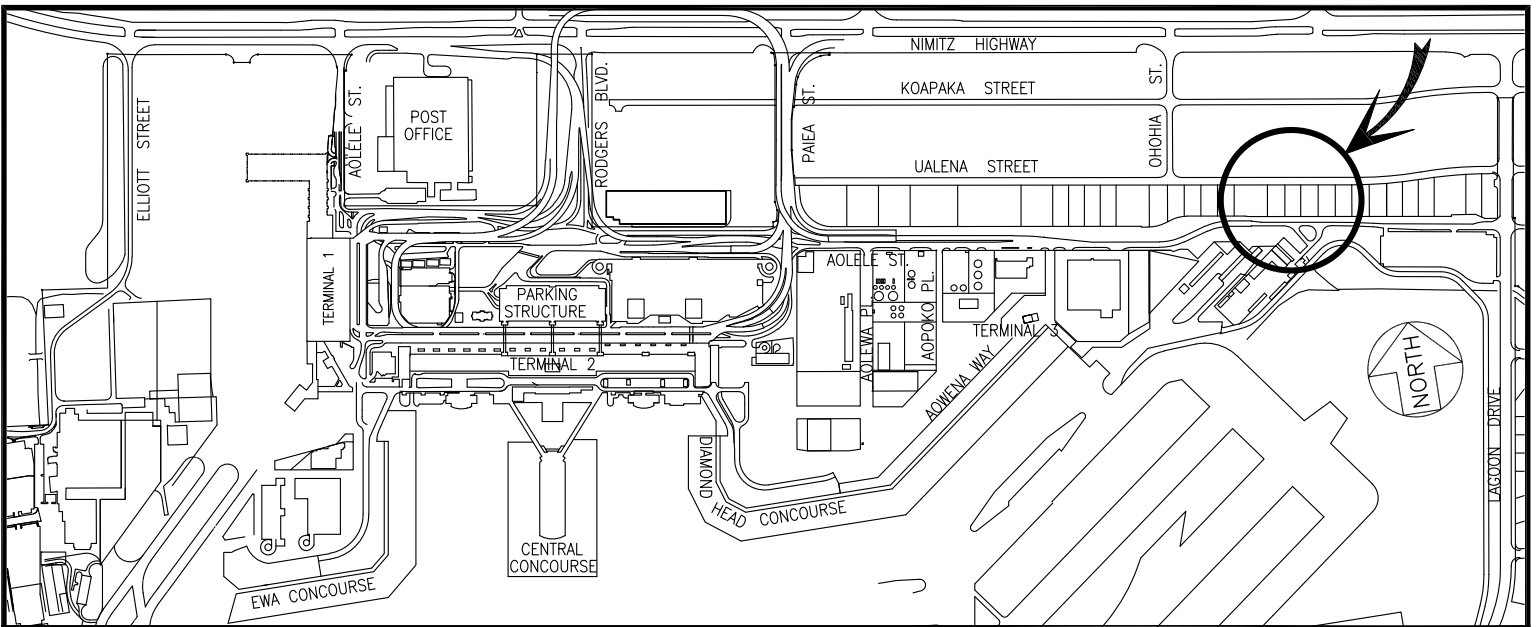 NIMITZ HIGHWAY
KOAPAKA STREET
UALENA STREET
ELLIOTT STREET
AOLELE ST.
POST
OFFICE
RODGERS BLVD.
PAIEA ST.
OHOHIA ST.
TERMINAL 1
PARKING
STRUCTURE
TERMINAL 2
AOLELE ST.
AOLEWA PL.
AOPOKO PL.
TERMINAL 3
AOWENA WAY
NORTH
LAGOON DRIVE
DIAMOND
HEAD CONCOURSE
CENTRAL
CONCOURSE
EWA CONCOURSE